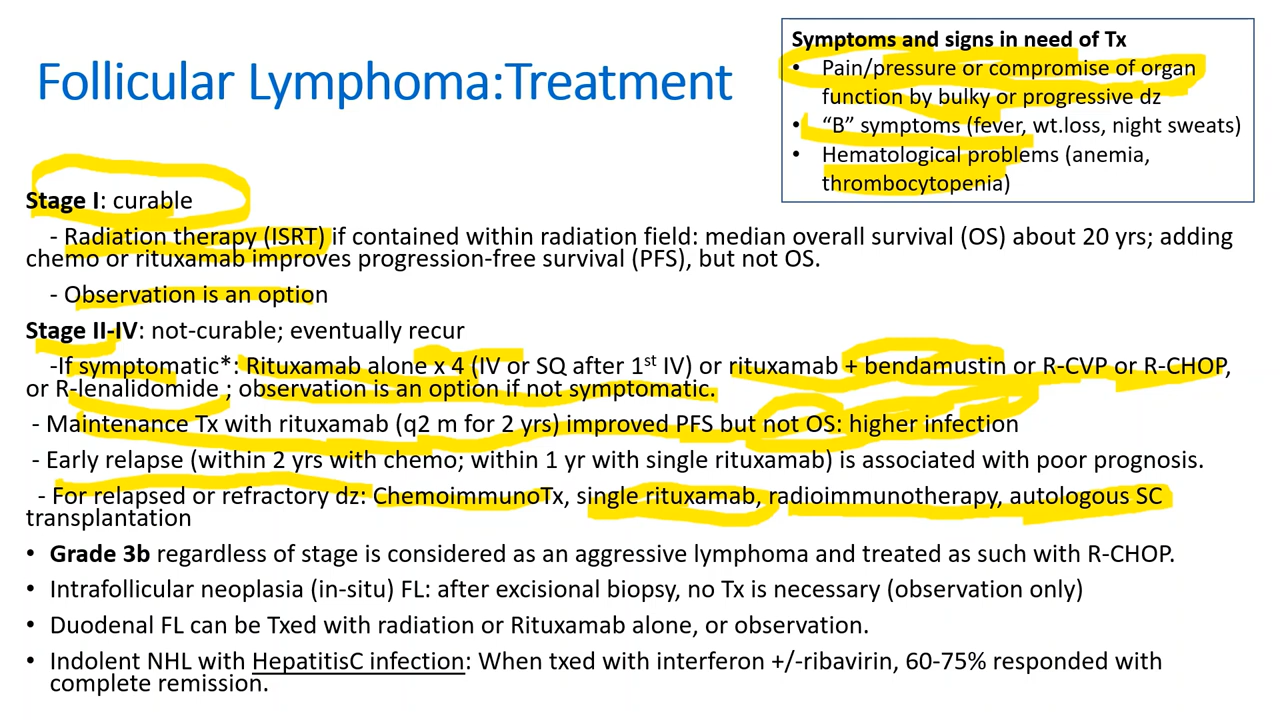 Follicular Lymphoma:Treatment
Symptoms and signs in need of Tx
• Pain/pressure or compromise of organ
function by bulky or progressive dz
• “B” symptoms (fever, wt.loss, night sweats)
• Hematological problems (anemia,
thrombocytopenia)
Stage I: curable
- Radiation therapy (ISRT) if contained within radiation field: median overall survival (OS) about 20 yrs; adding
chemo or rituxamab improves progression-free survival (PFS), but not OS.
- Observation is an option
Stage II-IV: not-curable; eventually recur
-If symptomatic*: Rituxamab alone x 4 (IV or SQ after 1st IV) or rituxamab + bendamustin or R-CVP or R-CHOP,
or R-lenalidomide ; observation is an option if not symptomatic.
- Maintenance Tx with rituxamab (q2 m for 2 yrs) improved PFS but not OS: higher infection
- Early relapse (within 2 yrs with chemo; within 1 yr with single rituxamab) is associated with poor prognosis.
- For relapsed or refractory dz: ChemoimmunoTx, single rituxamab, radioimmunotherapy, autologous SC
transplantation
• Grade 3b regardless of stage is considered as an aggressive lymphoma and treated as such with R-CHOP.
• Intrafollicular neoplasia (in-situ) FL: after excisional biopsy, no Tx is necessary (observation only)
• Duodenal FL can be Txed with radiation or Rituxamab alone, or observation.
• Indolent NHL with HepatitisC infection: When txed with interferon +/-ribavirin, 60-75% responded with
complete remission.